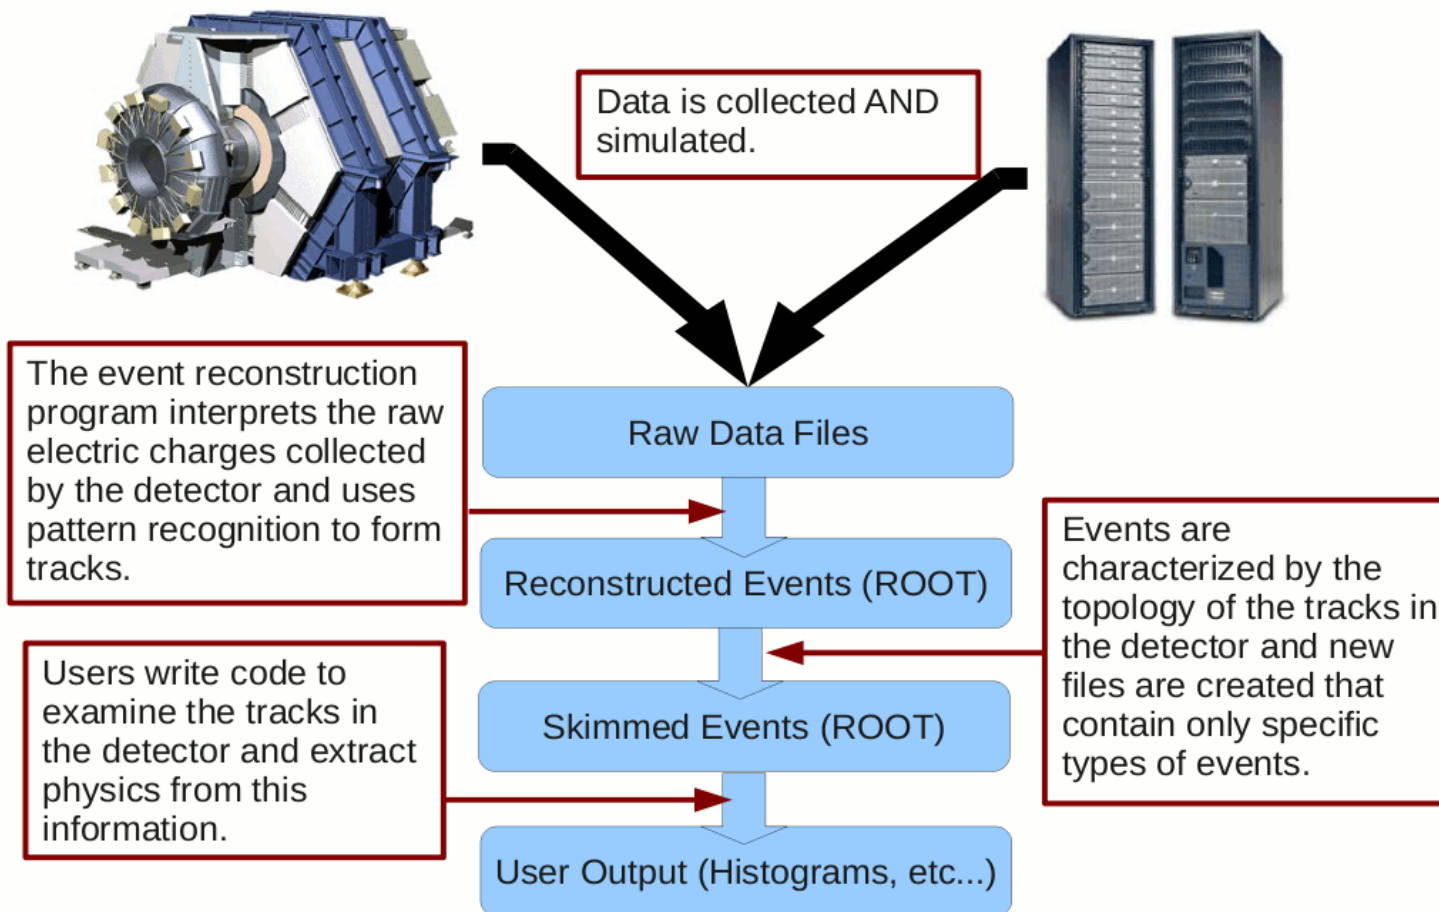 Data is collected AND
simulated.
The event reconstruction
program interprets the raw
electric charges collected
by the detector and uses
pattern recognition to form
tracks.
Raw Data Files
Reconstructed Events (ROOT)
Events are
characterized by the
topology of the tracks in
the detector and new
files are created that
contain only specific
types of events.
Users write code to
examine the tracks in
the detector and extract
physics from this
information.
Skimmed Events (ROOT)
User Output (Histograms, etc...)